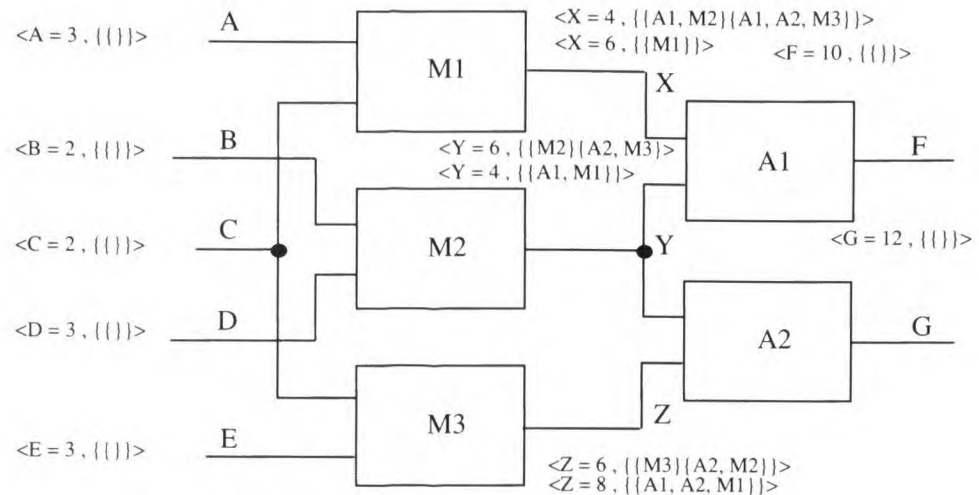 <A = 3 , {{}}>
A
<X = 4 , {{A1, M2}{A1, A2, M3}}>
<X = 6 , {{M1}}>
<F = 10 , {{}}>
M1
X
<B = 2 , {{}}>
B
<Y = 6 , {{M2}{A2, M3}>
<Y = 4 , {{A1, M1}}>
A1
F
<C = 2 , {{}}>
C
M2
Y
<G = 12 , {{}}>
<D = 3 , {{}}>
D
A2
G
M3
Z
<E = 3 , {{}}>
E
<Z = 6 , {{M3}{A2, M2}}>
<Z = 8 , {{A1, A2, M1}}>